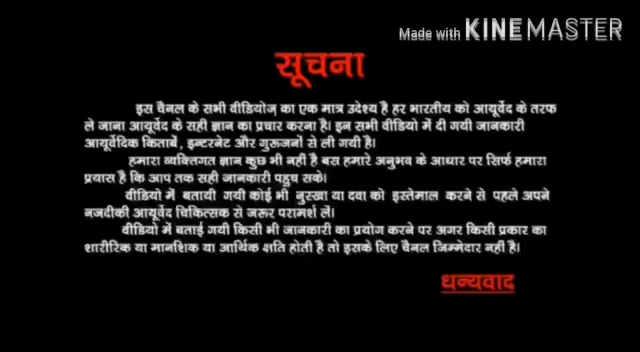 Made with KINEMASTER
सूचना
इस चैनल के सभी वीडियोज् का एक मात्र उदेश्य है हर भारतीय को आयूर्वेद के तरफ
ले जाना आयूर्वेद के सही ज्ञान का प्रचार करना है। इन सभी वीडियो में दी गयी जानकारी
आयूर्वेदिक किताबें, इन्टरनेट और गुरूजनों से ली गयी है।
हमारा व्यक्तिगत ज्ञान कुछ भी नहीं है बस हमारे अनुभव के आधार पर सिर्फ हमारा
प्रयास है कि आप तक सही जानकारी पहुच सके।
वीडियो में बतायी गयी कोई भी नुस्खा या दवा को इस्तेमाल करने से पहले अपने
नजदीकी आयूर्वेद चिकित्सक से जरूर परामर्श लें।
वीडियो में बताई गयी किसी भी जानकारी का प्रयोग करने पर अगर किसी प्रकार का
शारीरिक या मानशिक या आर्थिक क्षति होती है तो इसके लिए चैनल जिम्मेदार नहीं है।
धन्यवाद